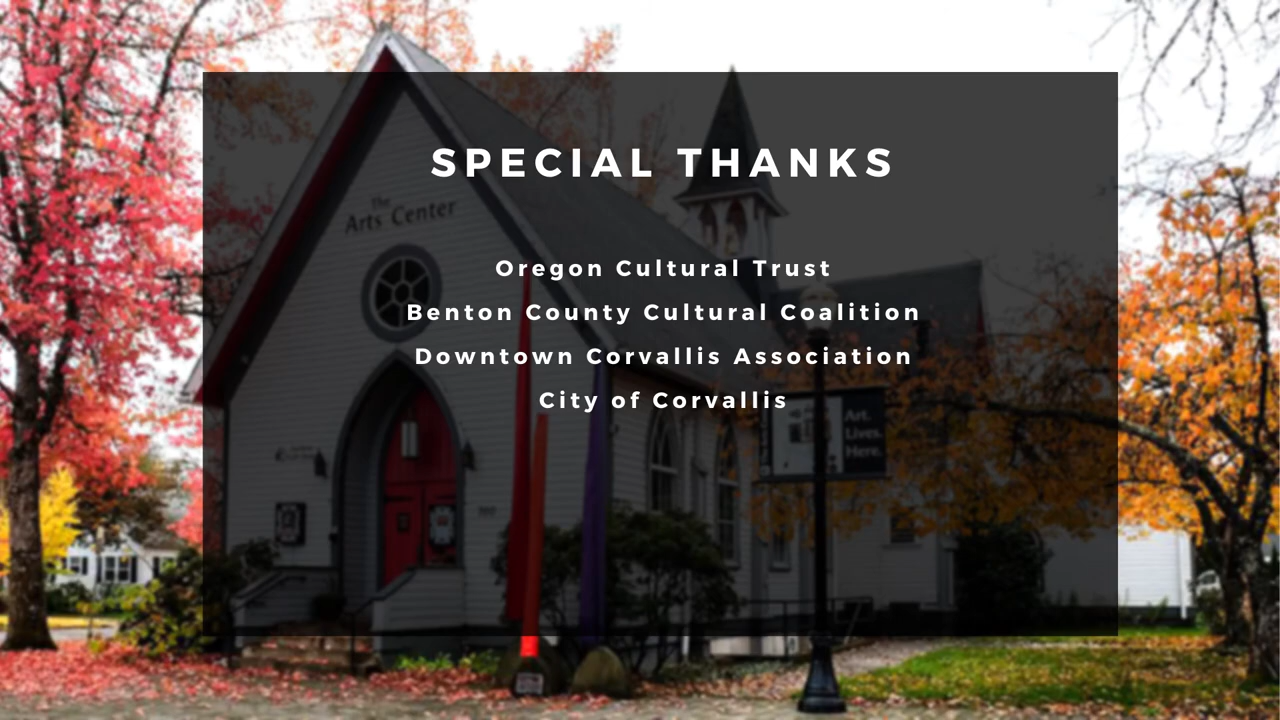 SPECIAL THANKS
the
Arts Center
Oregon Cultural Trust
Benton County Cultural Coalition
Downtown Corvallis Association
City of Corvallis
Art.
Lives.
Here.